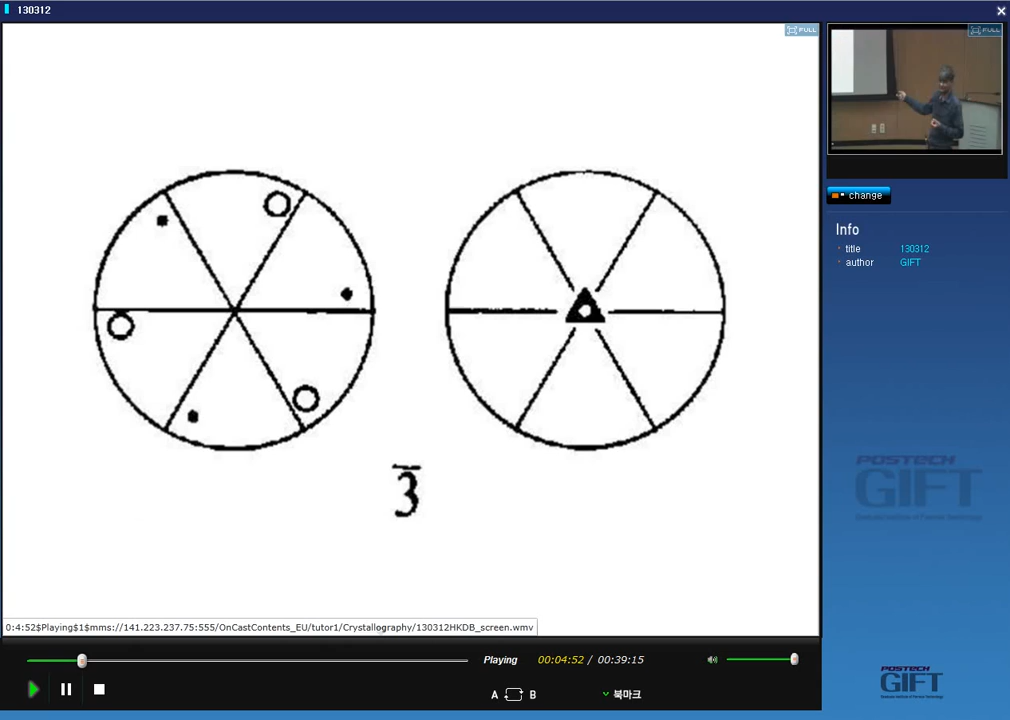 130312
FULL
FULL
change
Info
title 130312
author GIFT
3̅
POSTECH
GIFT
0:4:52$Playing$1$mms://141.223.237.75:555/OnCastContents_EU/tutor1/Crystallography/130312HKDB_screen.wmv
Playing 00:04:52 / 00:39:15
A B 북마크
POSTECH
GIFT